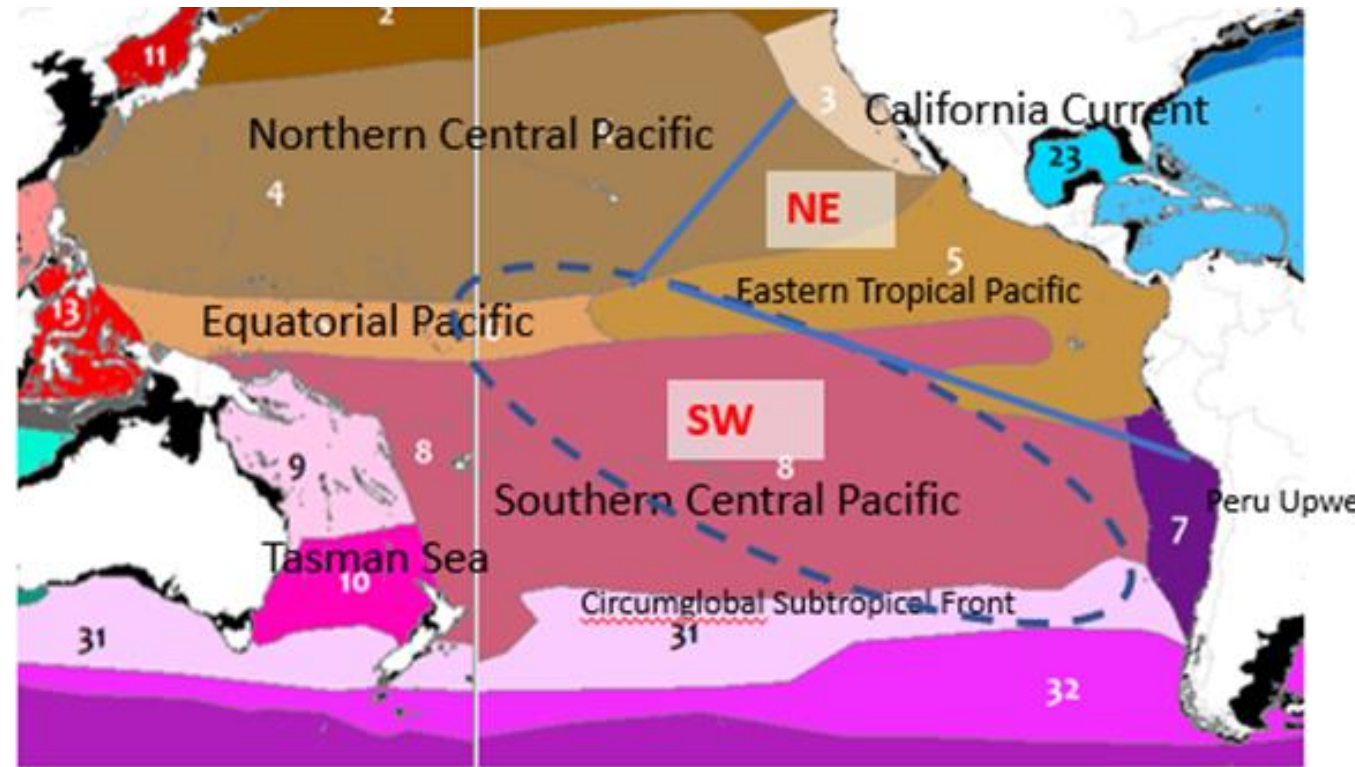 2
11
3
California Current
Northern Central Pacific
23
4
NE
5
Eastern Tropical Pacific
13
Equatorial Pacific
SW
8
8
9
Southern Central Pacific
Peru Upwe
7
Tasman Sea
10
Circumglobal Subtropical Front
31
31
32